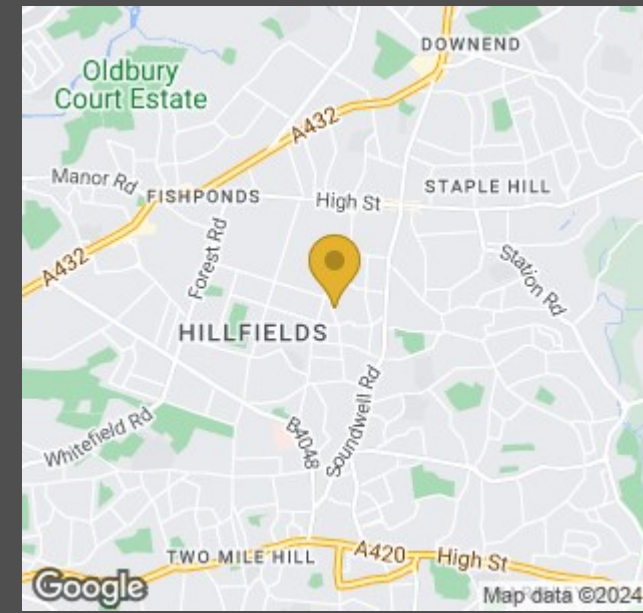 DOWNEND
Oldbury
Court Estate
A432
Manor Rd
FISHPONDS
High St
STAPLE HILL
Forest Rd
A432
Station Rd
HILLFIELDS
Soundwell Rd
B4048
Whitefield Rd
TWO MILE HILL
A420
High St
Google
Map data ©2024